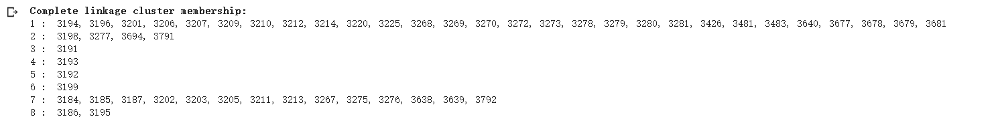 Complete linkage cluster membership:
1 : 3194, 3196, 3201, 3206, 3207, 3209, 3210, 3212, 3214, 3220, 3225, 3268, 3269, 3270, 3272, 3273, 3278, 3279, 3280, 3281, 3426, 3481, 3483, 3640, 3677, 3678, 3679, 3681
2 : 3198, 3277, 3694, 3791
3 : 3191
4 : 3193
5 : 3192
6 : 3199
7 : 3184, 3185, 3187, 3202, 3203, 3205, 3211, 3213, 3267, 3275, 3276, 3638, 3639, 3792
8 : 3186, 3195